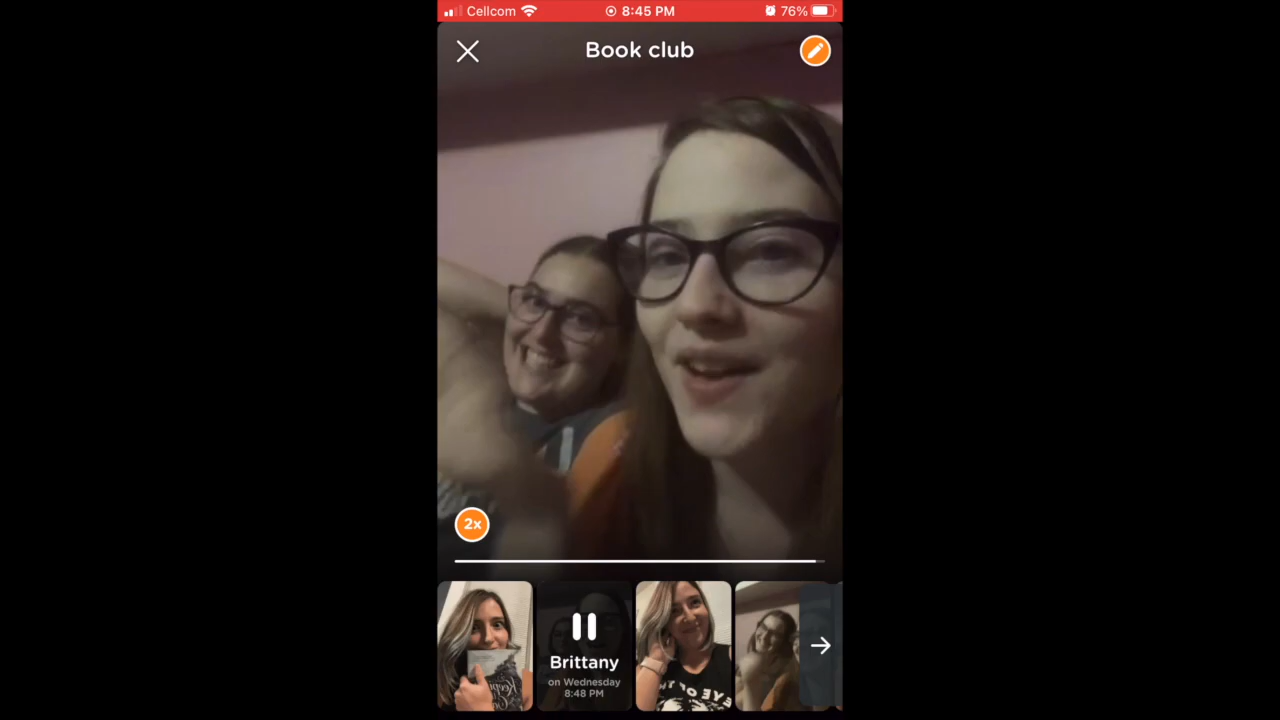 Cellcom 8:45 PM 76%
Book club
2x
Brittany
on Wednesday
8:48 PM